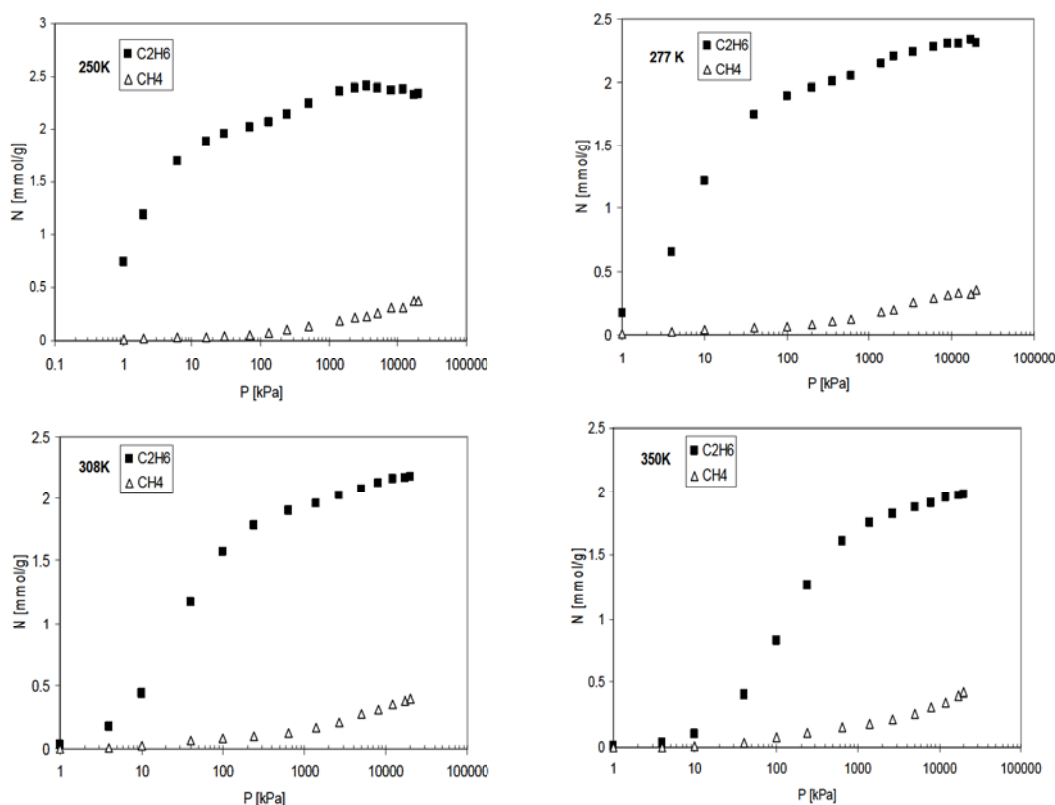 3
2.5
2
1.5
1
0.5
0
N [mmol/g]
250K
C2H6
CH4
0.1 1 10 100 1000 10000 100000
P [kPa]
2.5
2
1.5
1
0.5
0
N [mmol/g]
277 K
C2H6
CH4
1 10 100 1000 10000 100000
P [kPa]
2.5
2
1.5
1
0.5
0
N [mmol/g]
308K
C2H6
CH4
1 10 100 1000 10000 100000
P [kPa]
2.5
2
1.5
1
0.5
0
N [mmol/g]
350K
C2H6
CH4
1 10 100 1000 10000 100000
P [kPa]